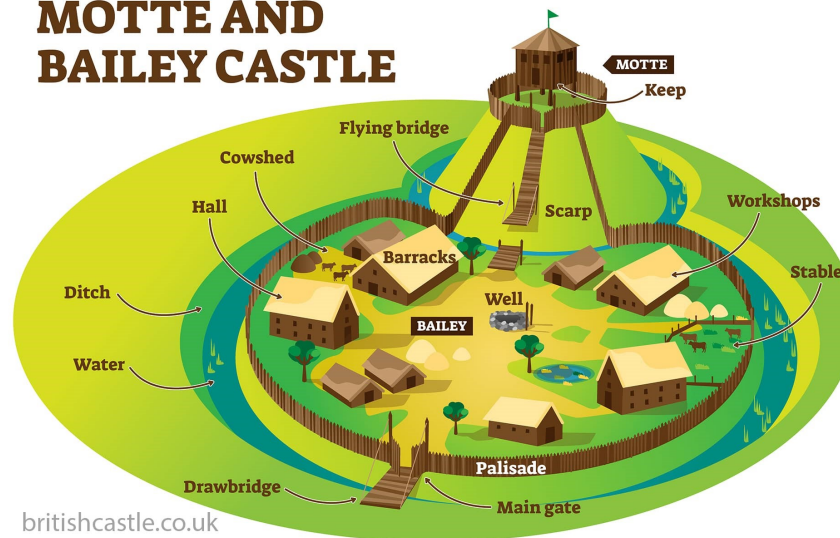 MOTTE AND
BAILEY CASTLE
MOTTE
Keep
Flying bridge
Cowshed
Hall
Scarp
Workshops
Barracks
Stable
Ditch
Well
BAILEY
Water
Palisade
Drawbridge
Main gate
britishcastle.co.uk